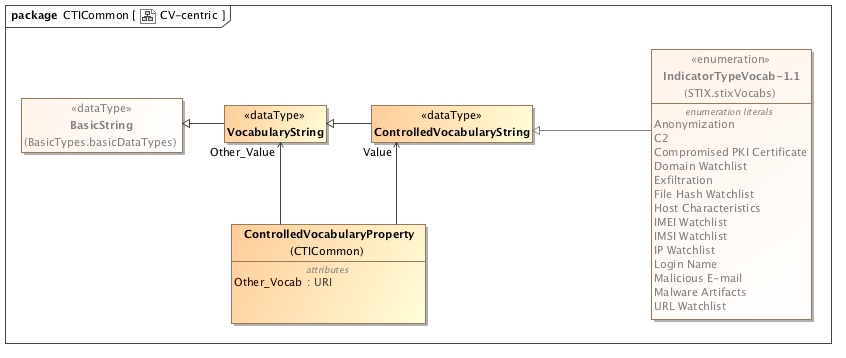 package CTICommon [ CV-centric ]
«dataType»
BasicString
(BasicTypes.basicDataTypes)
«dataType»
VocabularyString
«dataType»
ControlledVocabularyString
Other_Value
Value
ControlledVocabularyProperty
(CTICommon)
attributes
Other_Vocab : URI
«enumeration»
IndicatorTypeVocab-1.1
(STIX.stixVocabs)
enumeration literals
Anonymization
C2
Compromised PKI Certificate
Domain Watchlist
Exfiltration
File Hash Watchlist
Host Characteristics
IMEI Watchlist
IMSI Watchlist
IP Watchlist
Login Name
Malicious E-mail
Malware Artifacts
URL Watchlist